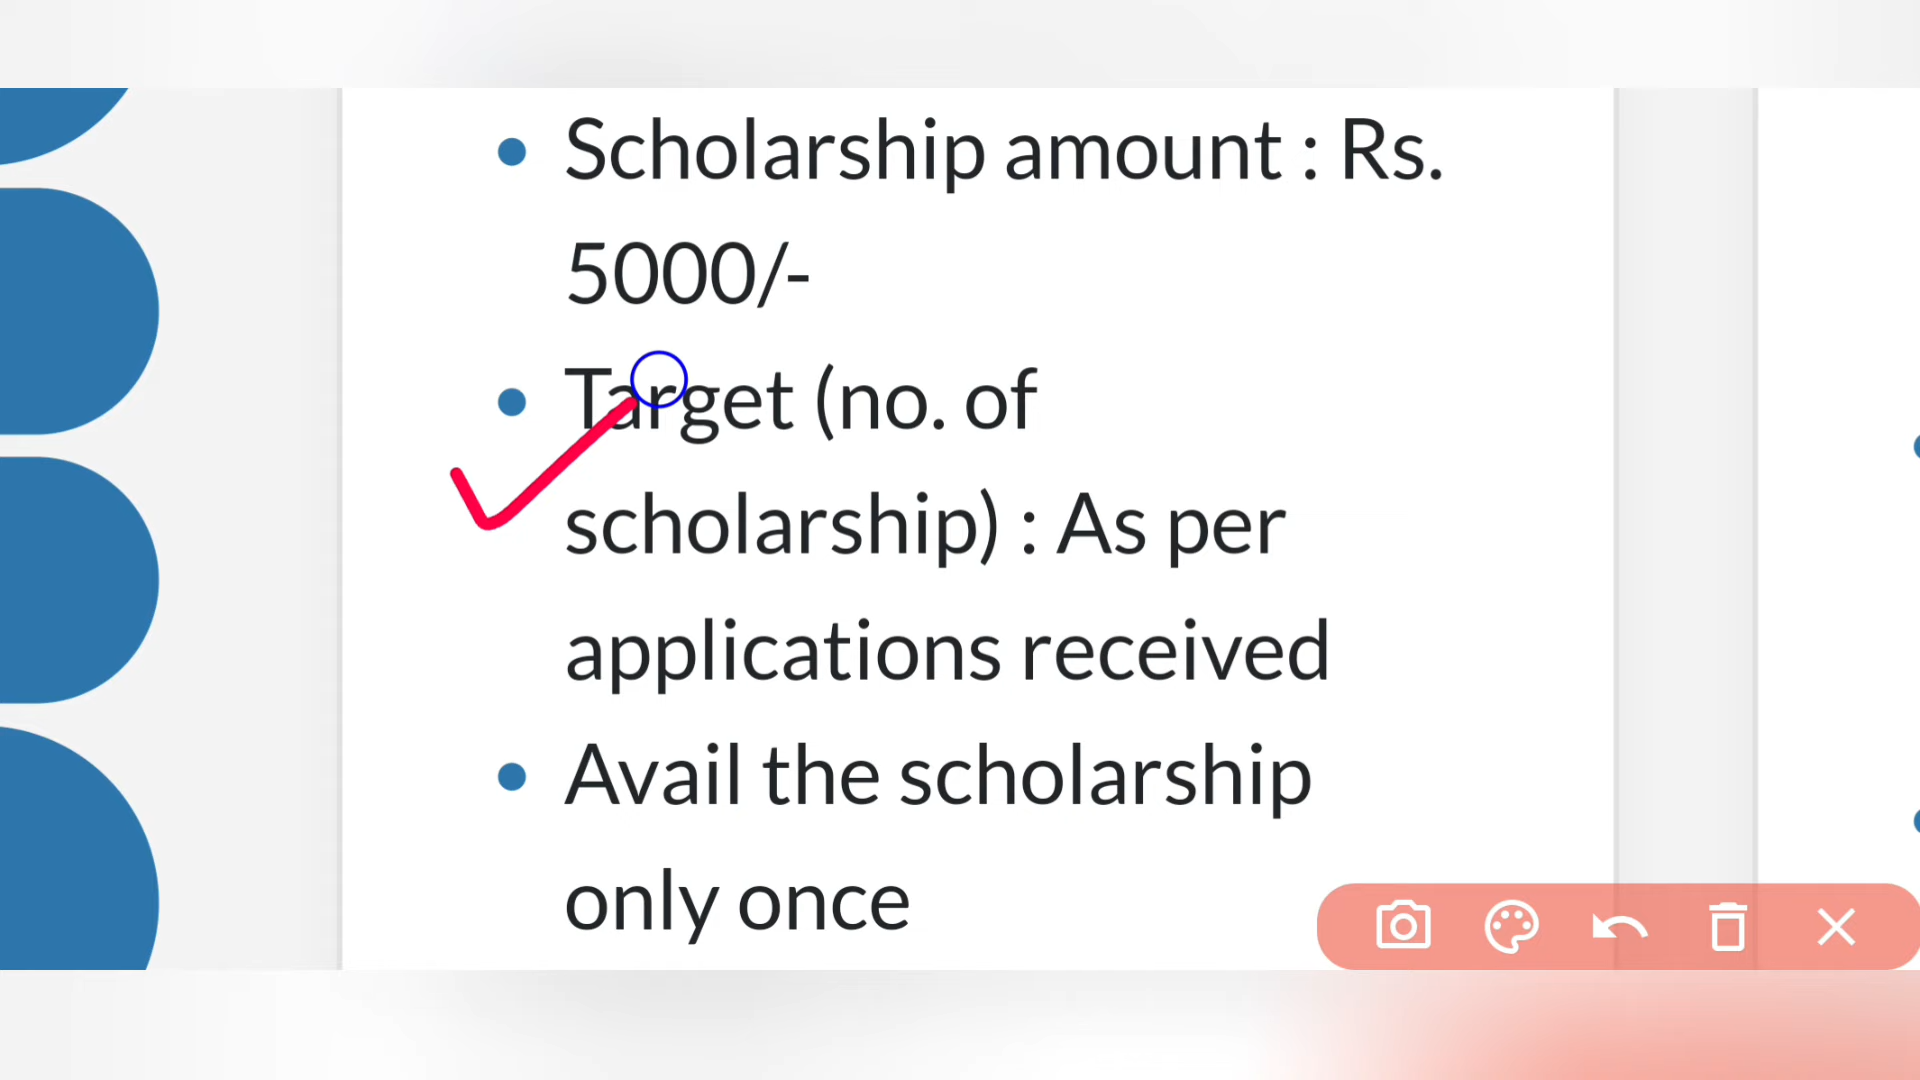 Scholarship amount : Rs.
5000/-
Target (no. of
scholarship) : As per
applications received
Avail the scholarship
only once